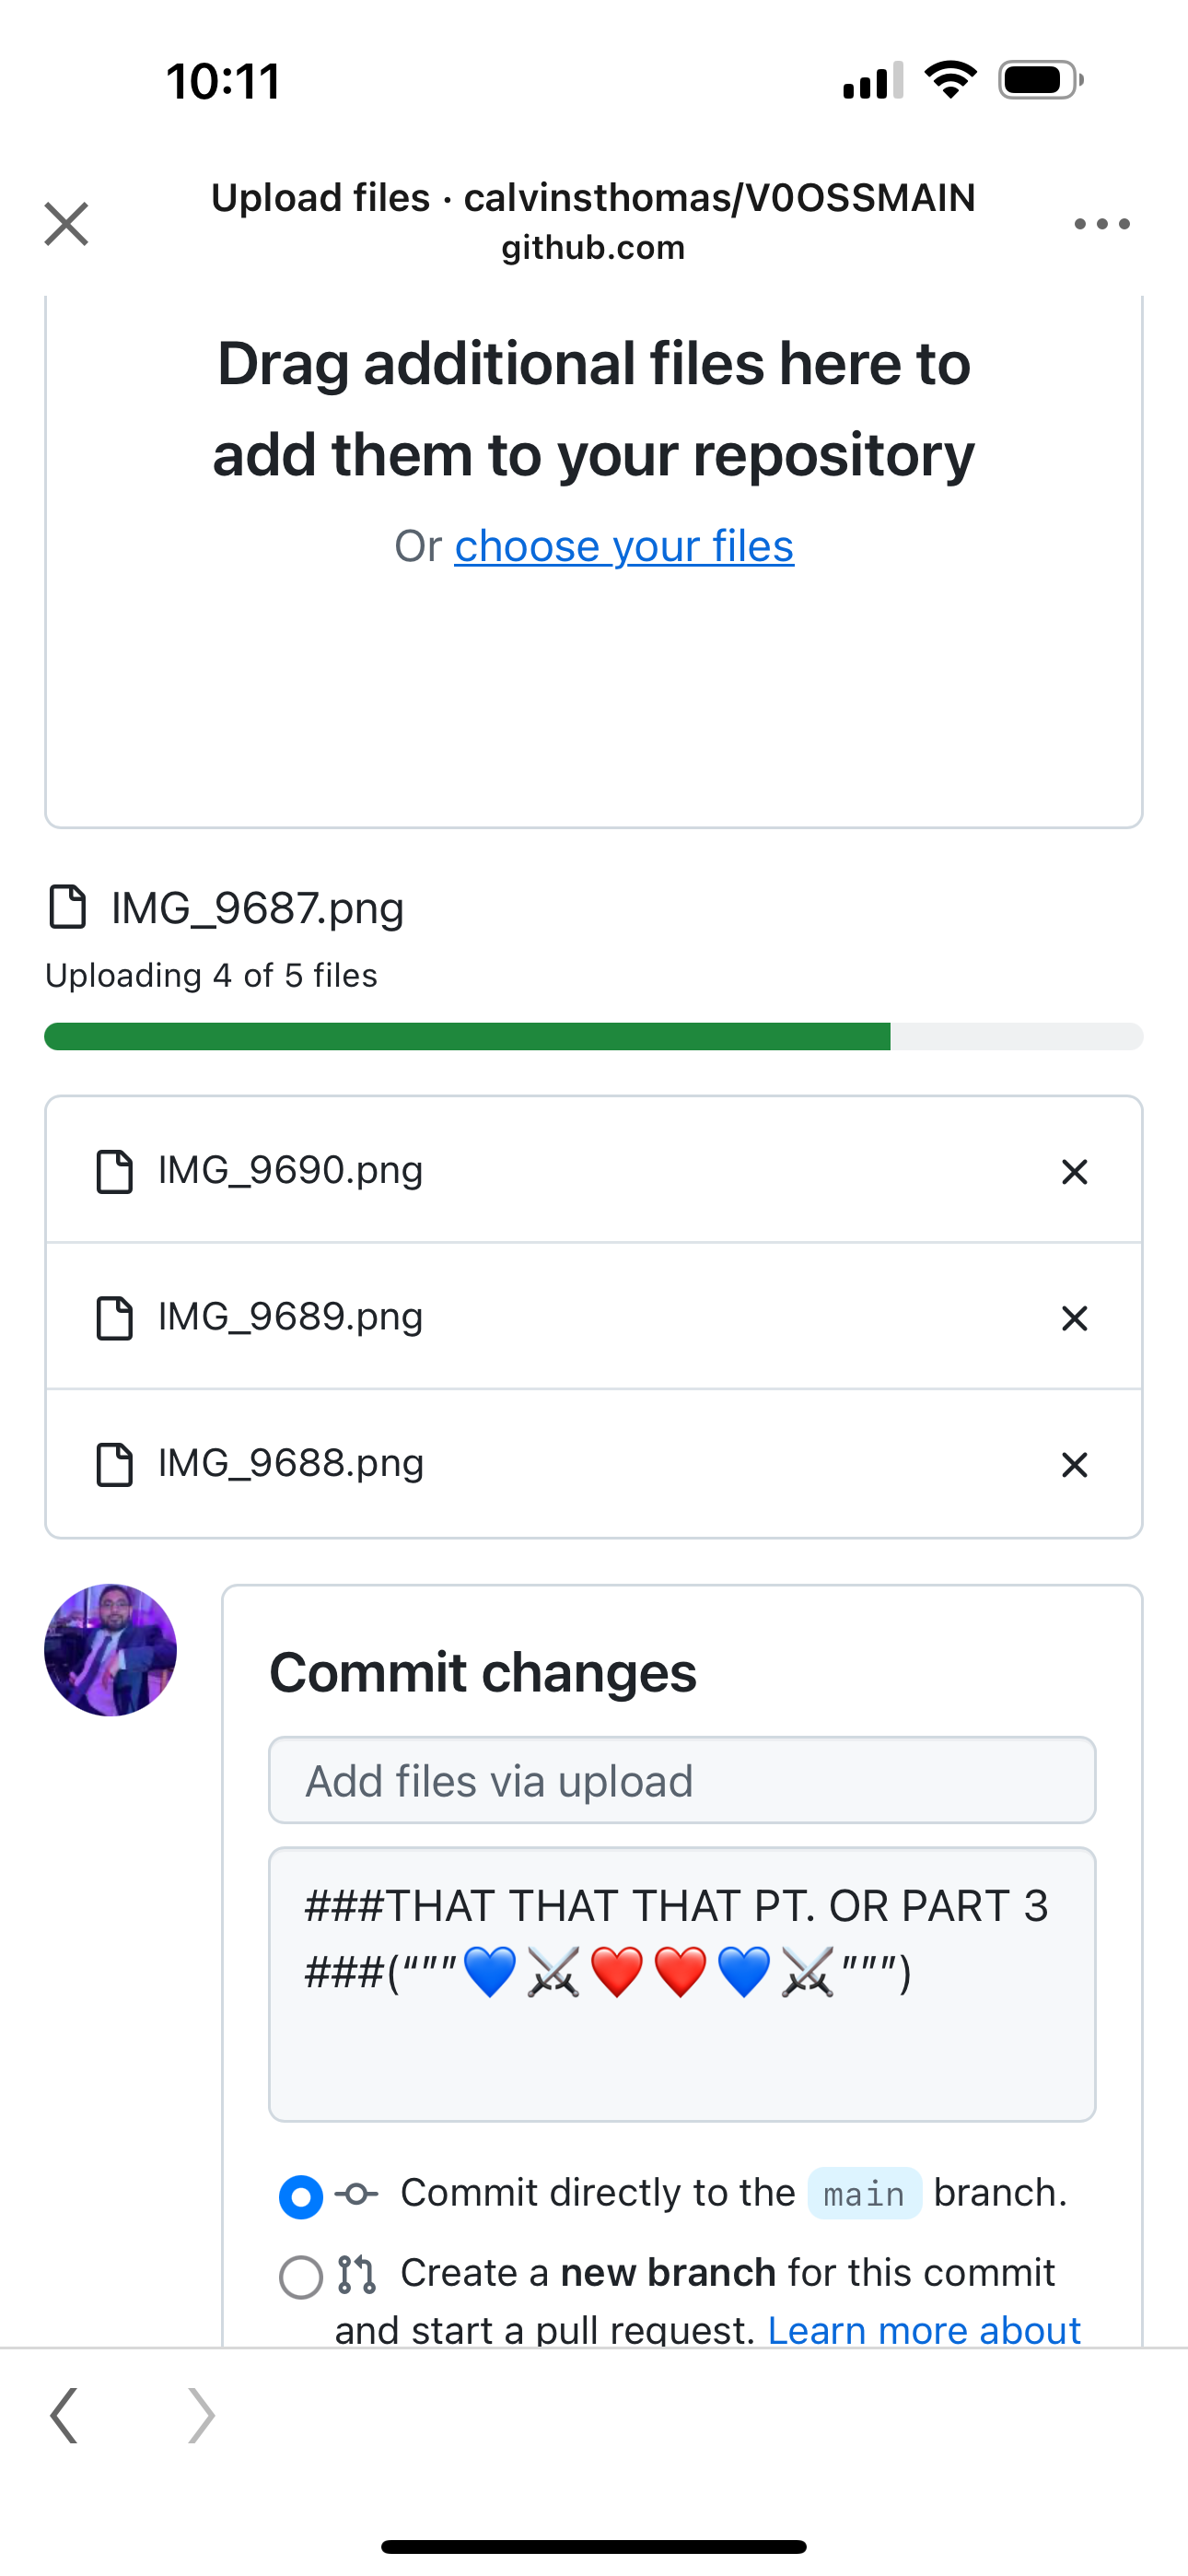 10:11
Upload files · calvinsthomas/V0OSSMAIN
github.com
Drag additional files here to
add them to your repository
Or choose your files
IMG_9687.png
Uploading 4 of 5 files
IMG_9690.png
IMG_9689.png
IMG_9688.png
Commit changes
Add files via upload
###THAT THAT THAT PT. OR PART 3
###(“””💙⚔️❤️❤️💙⚔️”””)
Commit directly to the main branch.
Create a new branch for this commit
and start a pull request. Learn more about